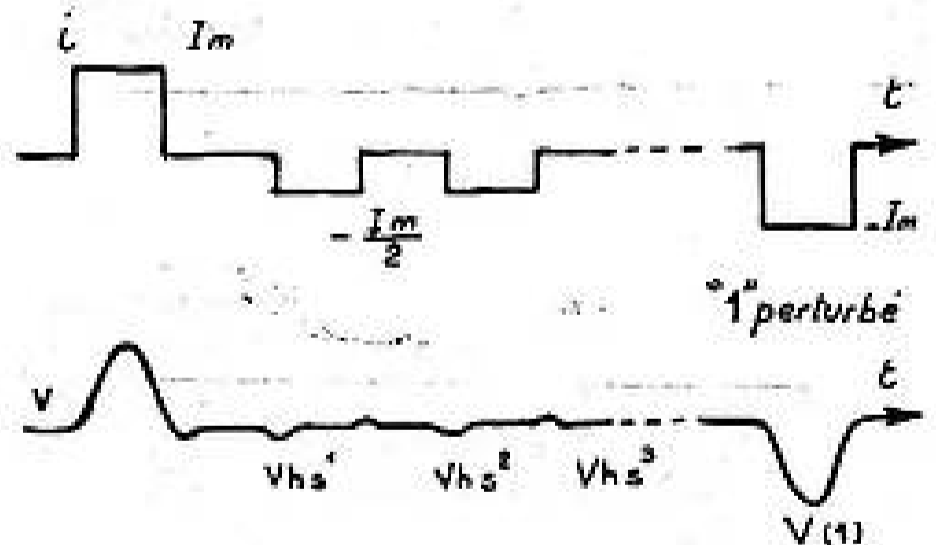 i Im
t
- Im/2
- Im
"1" perturbé
V
t
Vhs¹ Vhs² Vhs³
V(1)